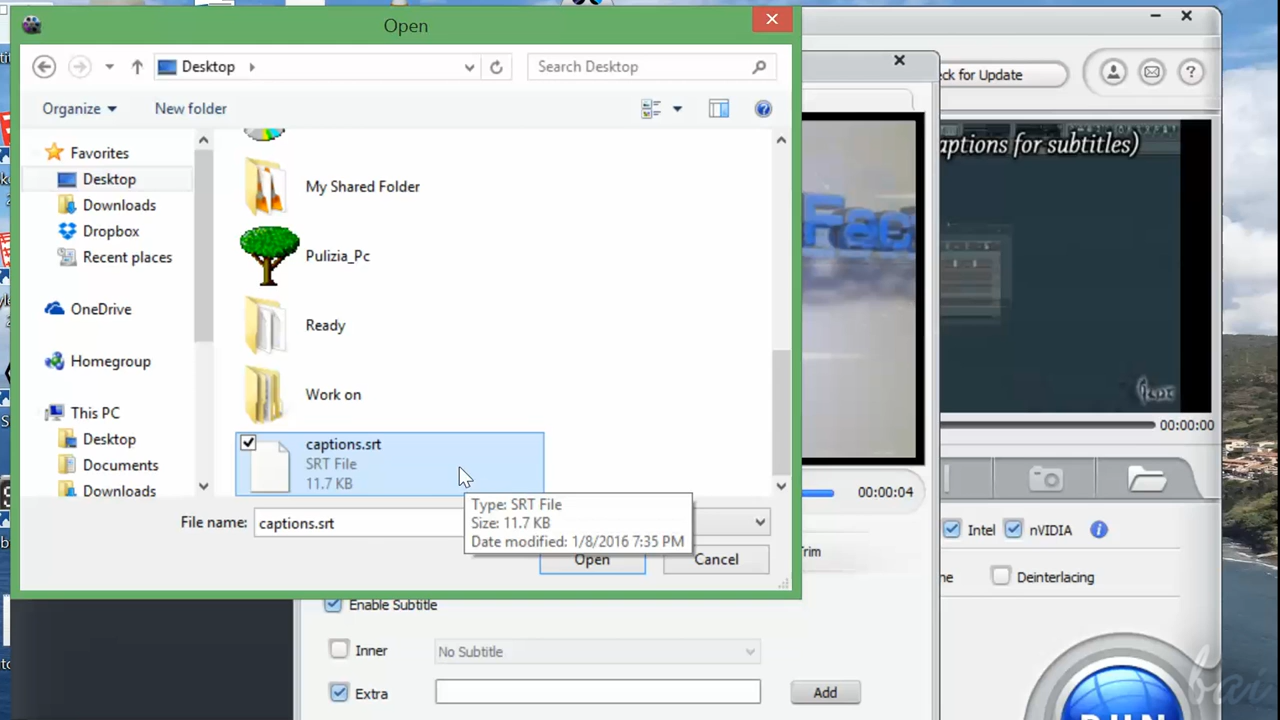 Open
Desktop
Search Desktop
Organize
New folder
Favorites
Desktop
Downloads
Dropbox
Recent places
OneDrive
Homegroup
This PC
Desktop
Documents
Downloads
My Shared Folder
Pulizia_Pc
Ready
Work on
captions.srt
SRT File
11.7 KB
File name:
captions.srt
Type: SRT File
Size: 11.7 KB
Date modified: 1/8/2016 7:35 PM
Open
Cancel
ck for Update
aptions for subtitles)
Fac
00:00:00
00:00:04
Intel
nVIDIA
Trim
Deinterlacing
Enable Subtitle
Inner
No Subtitle
Extra
Add
RUN